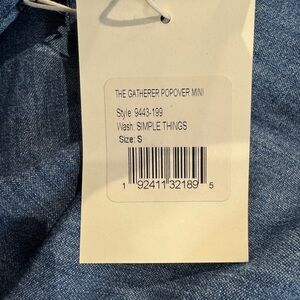 THE GATHERER POPOVER MINI
Style: 9443-199
Wash: SIMPLE THINGS
Size: S
1 92411 32189 5